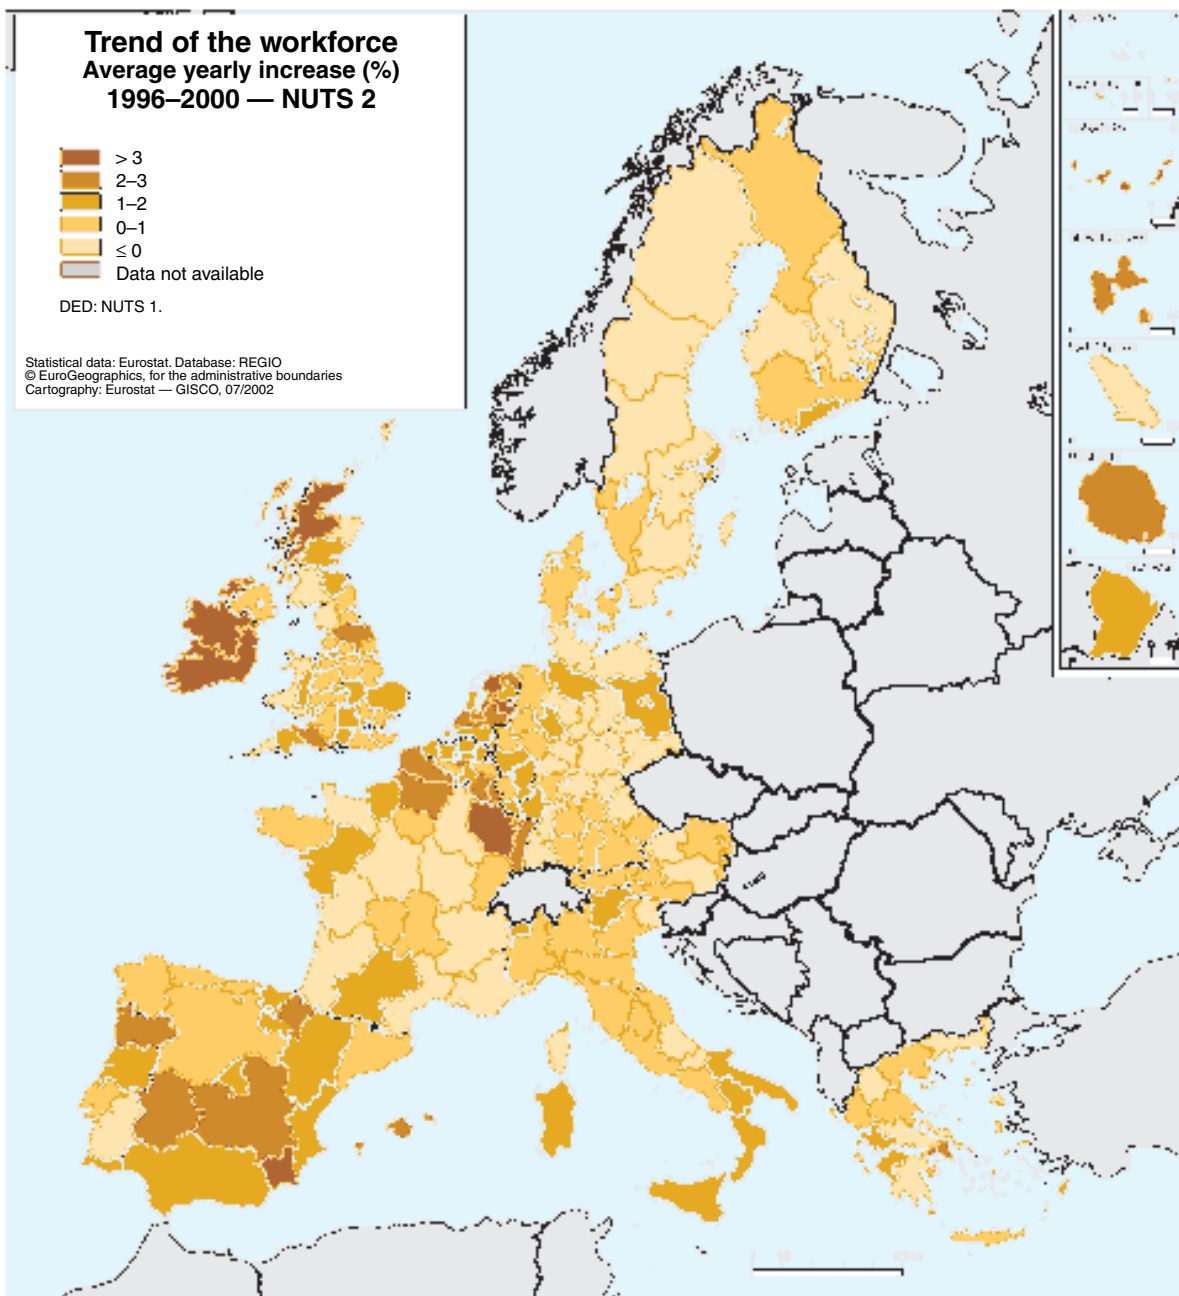 Trend of the workforce
Average yearly increase (%)
1996–2000 — NUTS 2
> 3
2–3
1–2
0–1
≤ 0
Data not available
DED: NUTS 1.
Statistical data: Eurostat. Database: REGIO
© EuroGeographics, for the administrative boundaries
Cartography: Eurostat — GISCO, 07/2002